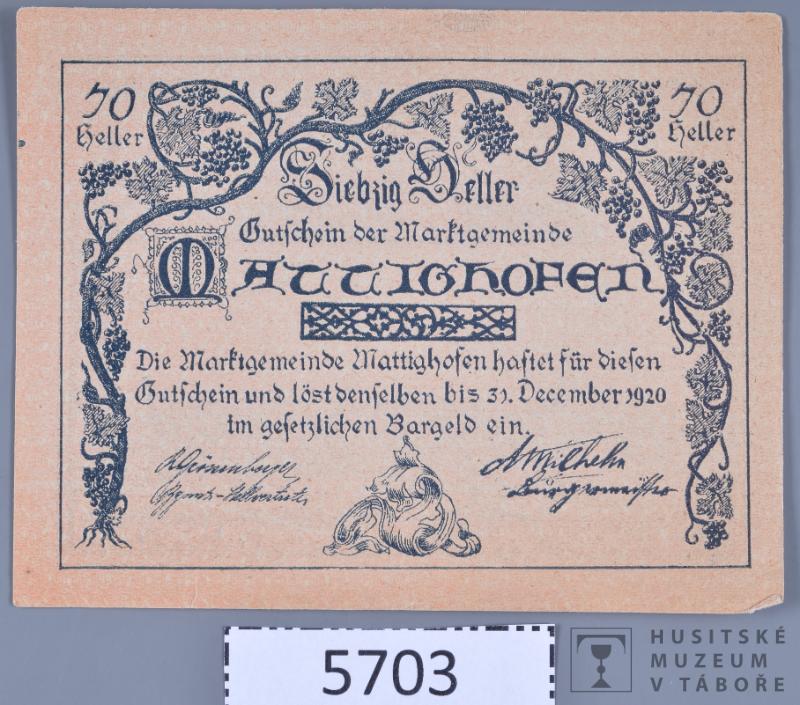 70 Heller
70 Heller
Siebzig Heller
Gutschein der Marktgemeinde
MATTIGHOFEN
Die Marktgemeinde Mattighofen haftet für diesen
Gutschein und löst denselben bis 31. December 1920
im gesetzlichen Bargeld ein.
Bürgermeister
5703
HUSITSKÉ
MUZEUM
V TÁBOŘE